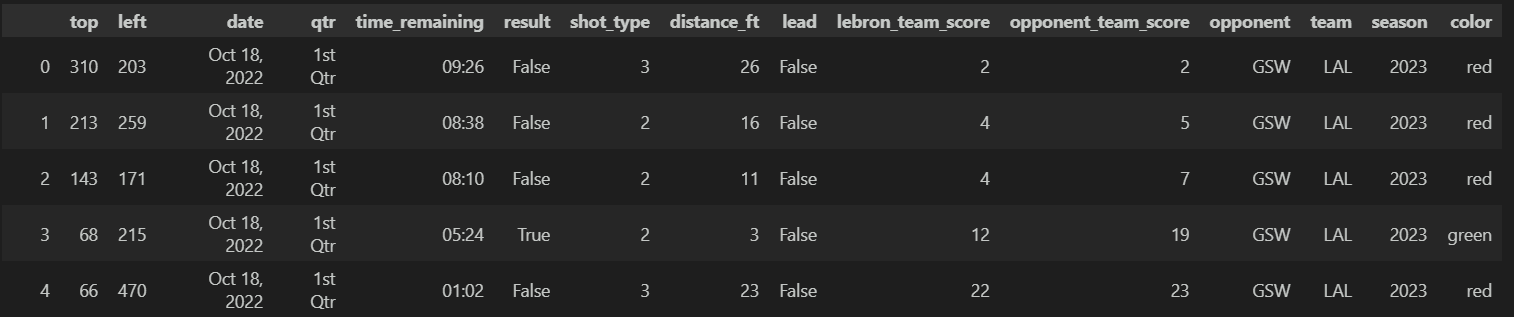 top left date qtr time_remaining result shot_type distance_ft lead lebron_team_score opponent_team_score opponent team season color
0 310 203 Oct 18, 2022 1st Qtr 09:26 False 3 26 False 2 2 GSW LAL 2023 red
1 213 259 Oct 18, 2022 1st Qtr 08:38 False 2 16 False 4 5 GSW LAL 2023 red
2 143 171 Oct 18, 2022 1st Qtr 08:10 False 2 11 False 4 7 GSW LAL 2023 red
3 68 215 Oct 18, 2022 1st Qtr 05:24 True 2 3 False 12 19 GSW LAL 2023 green
4 66 470 Oct 18, 2022 1st Qtr 01:02 False 3 23 False 22 23 GSW LAL 2023 red